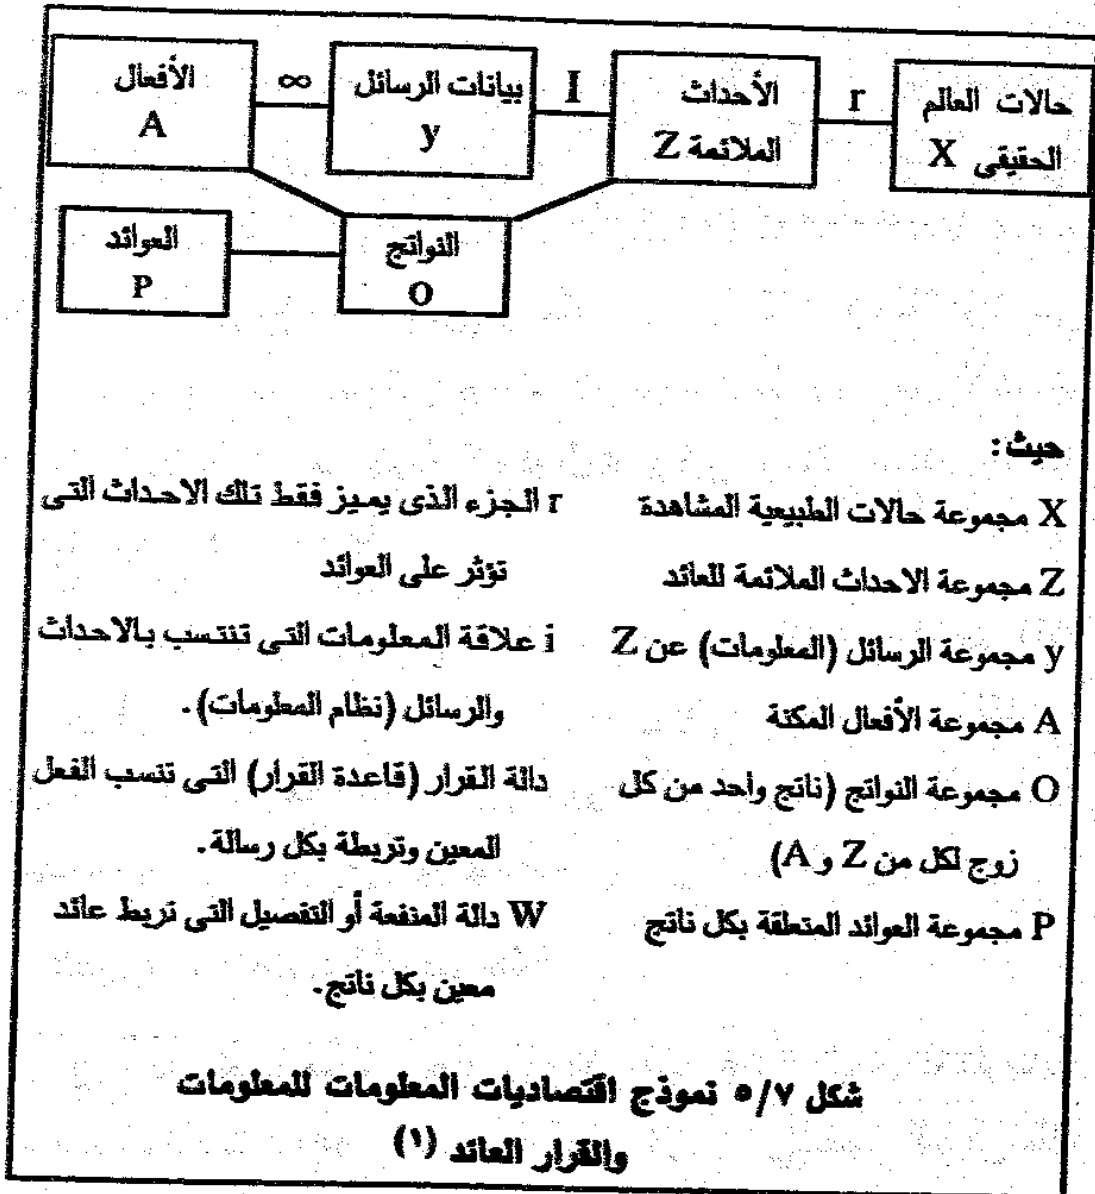 حالات العالم
الحقيقى X
r
الأحداث
الملائمة Z
I
بيانات الرسائل
y
∞
الأفعال
A
النواتج
O
العوائد
P
حيث:
X مجموعة حالات الطبيعية المشاهدة
Z مجموعة الاحداث الملائمة للعائد
y مجموعة الرسائل (المعلومات) عن Z
A مجموعة الأفعال المكنة
O مجموعة النواتج (ناتج واحد من كل
زوج لكل من Z و A)
P مجموعة العوائد المتعلقة بكل ناتج
r الجزء الذى يميز فقط تلك الاحداث التى
تؤثر على العوائد
i علاقة المعلومات التى تنتسب بالاحداث
والرسائل (نظام المعلومات).
دالة القرار (قاعدة القرار) التى تنسب الفعل
المعين وتربطة بكل رسالة.
W دالة المنفعة أو التفصيل التى تربط عائد
معين بكل ناتج.
شكل ٥/٧ نموذج اقتصاديات المعلومات للمعلومات
والقرار العائد (١)